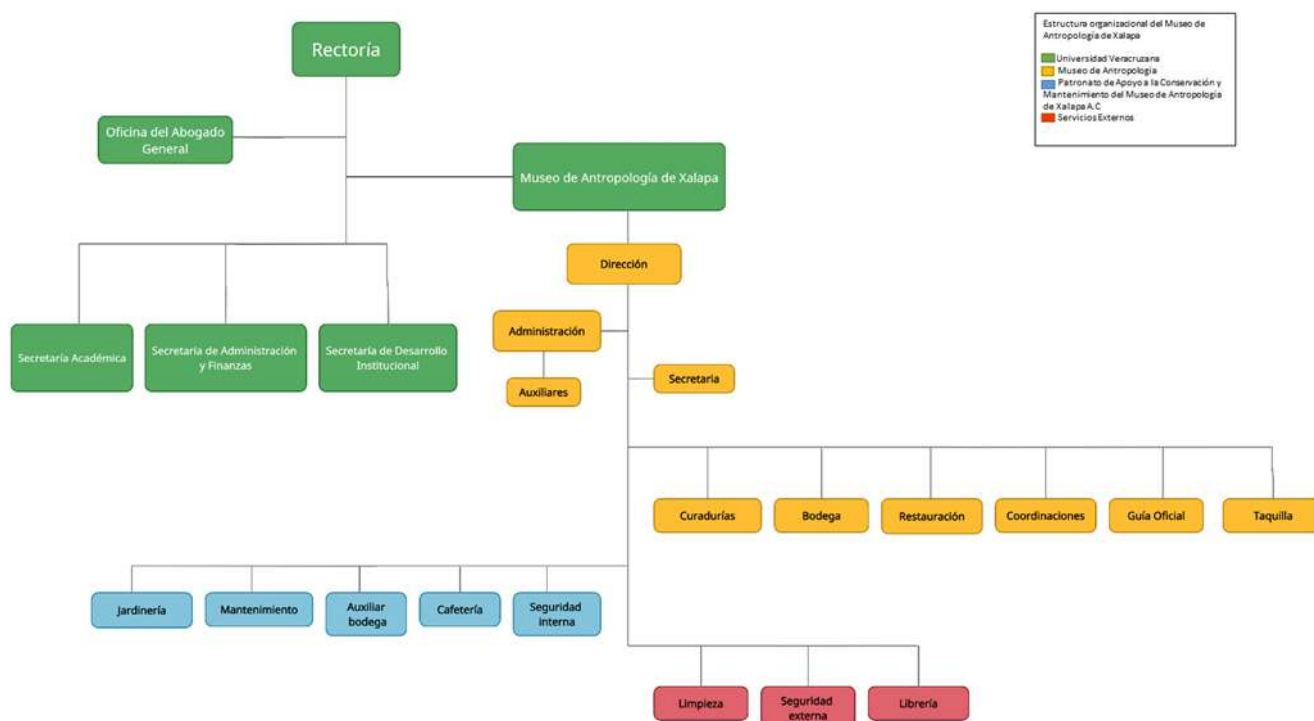 Rectoría
Estructura organizacional del Museo de
Antropología de Xalapa
Universidad Veracruzana
Museo de Antropología
Patronato de Apoyo a la Conservación y
Mantenimiento del Museo de Antropología
de Xalapa A.C
Servicios Externos
Oficina del Abogado
General
Museo de Antropología de Xalapa
Dirección
Administración
Secretaría Académica
Secretaría de Administración
y Finanzas
Secretaría de Desarrollo
Institucional
Auxiliares
Secretaria
Curadurías
Bodega
Restauración
Coordinaciones
Guía Oficial
Taquilla
Jardinería
Mantenimiento
Auxiliar
bodega
Cafetería
Seguridad
interna
Limpieza
Seguridad
externa
Librería